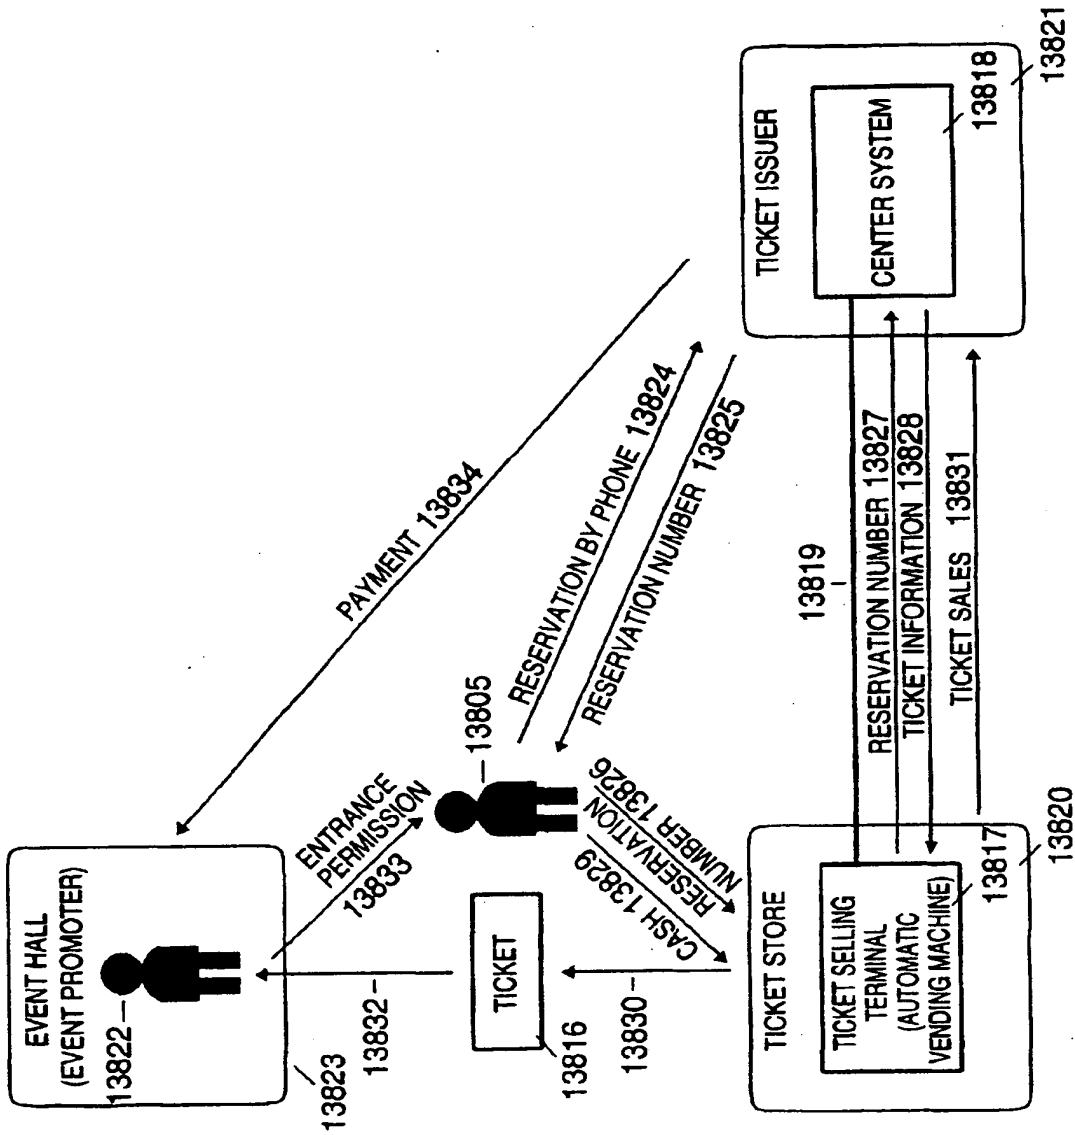 EVENT HALL
(EVENT PROMOTER)
13822
13823
13832
ENTRANCE
PERMISSION
13833
PAYMENT 13834
TICKET
13816
13805
RESERVATION BY PHONE 13824
RESERVATION NUMBER 13825
13830
CASH 13829
RESERVATION
NUMBER 13826
TICKET STORE
TICKET SELLING
TERMINAL
(AUTOMATIC
VENDING MACHINE)
13817
13820
13819
RESERVATION NUMBER 13827
TICKET INFORMATION 13828
TICKET SALES 13831
TICKET ISSUER
CENTER SYSTEM
13818
13821